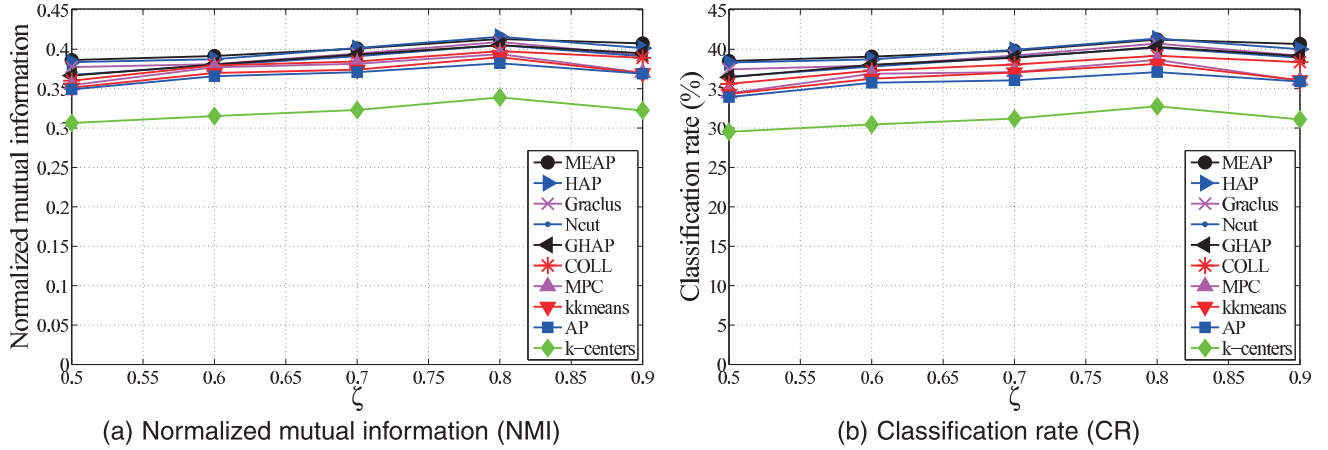 0.45
0.4
0.35
0.3
0.25
0.2
0.15
0.1
0.05
0
0.5 0.55 0.6 0.65 0.7 0.75 0.8 0.85 0.9
Normalized mutual information
ζ
MEAP
HAP
Graclus
Ncut
GHAP
COLL
MPC
kkmeans
AP
k−centers
(a) Normalized mutual information (NMI)
45
40
35
30
25
20
15
10
5
0
0.5 0.55 0.6 0.65 0.7 0.75 0.8 0.85 0.9
Classification rate (%)
ζ
MEAP
HAP
Graclus
Ncut
GHAP
COLL
MPC
kkmeans
AP
k−centers
(b) Classification rate (CR)